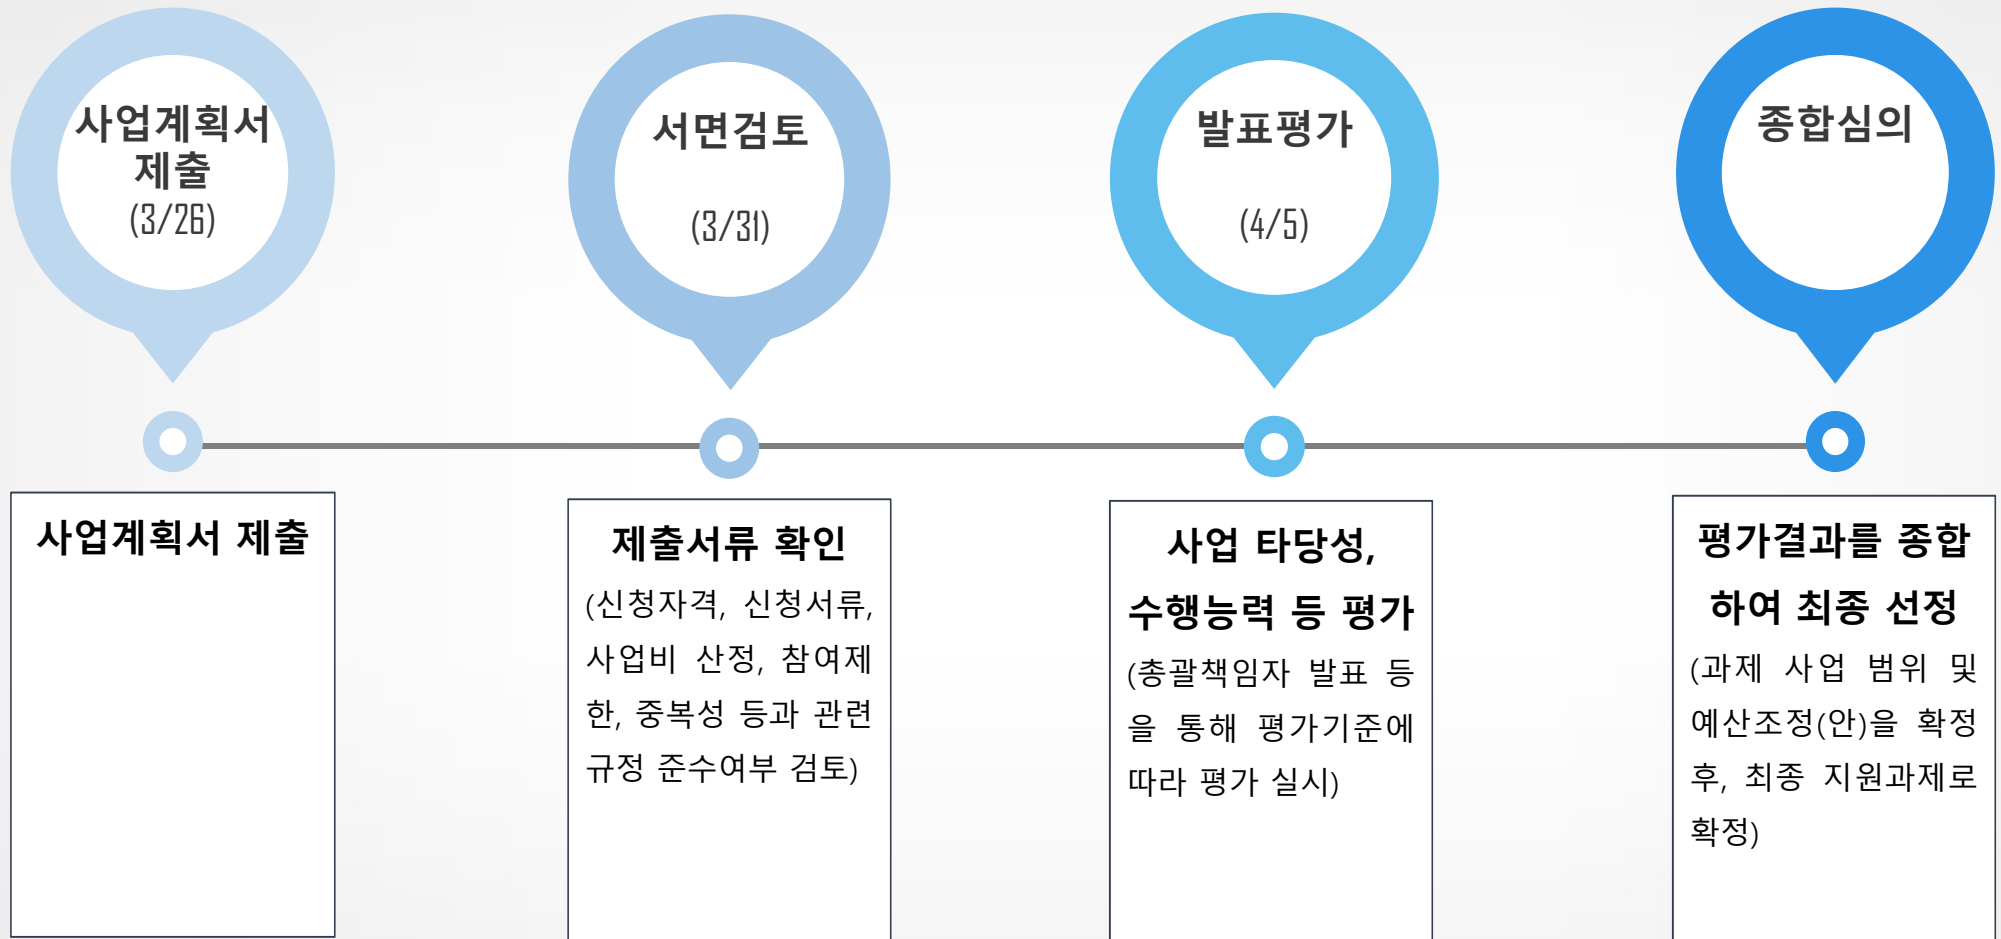 사업계획서
제출
(3/26)
서면검토
(3/31)
발표평가
(4/5)
종합심의
사업계획서 제출
제출서류 확인
(신청자격, 신청서류,
사업비 산정, 참여제
한, 중복성 등과 관련
규정 준수여부 검토)
사업 타당성,
수행능력 등 평가
(총괄책임자 발표 등
을 통해 평가기준에
따라 평가 실시)
평가결과를 종합
하여 최종 선정
(과제 사업 범위 및
예산조정(안)을 확정
후, 최종 지원과제로
확정)